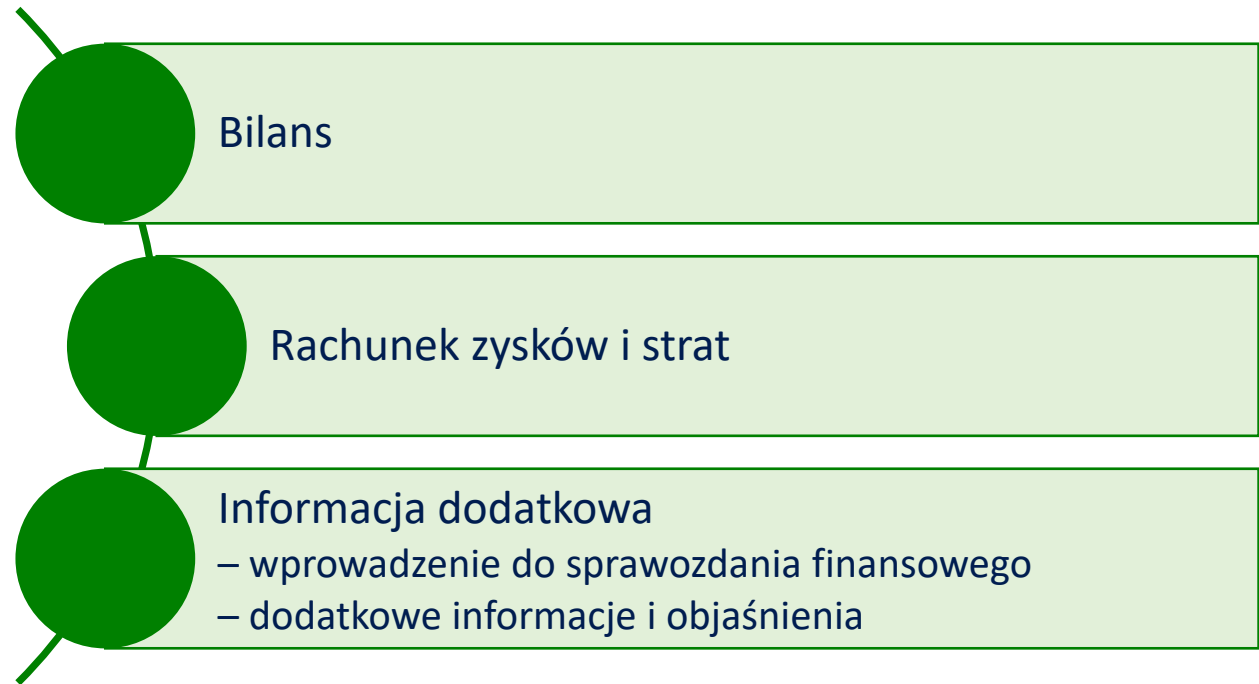 Bilans
Rachunek zysków i strat
Informacja dodatkowa
– wprowadzenie do sprawozdania finansowego
– dodatkowe informacje i objaśnienia